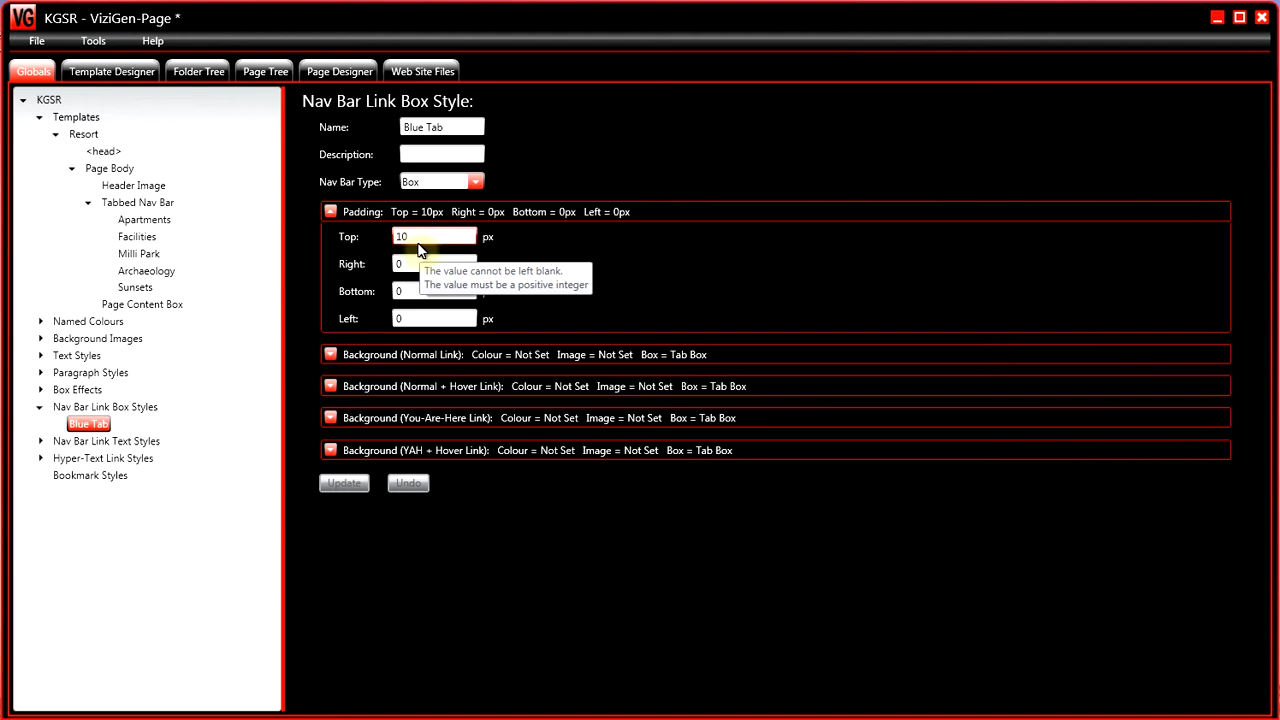 VG KGSR - ViziGen-Page *
File Tools Help
Globals Template Designer Folder Tree Page Tree Page Designer Web Site Files
KGSR
Templates
Resort
<head>
Page Body
Header Image
Tabbed Nav Bar
Apartments
Facilities
Milli Park
Archaeology
Sunsets
Page Content Box
Named Colours
Background Images
Text Styles
Paragraph Styles
Box Effects
Nav Bar Link Box Styles
Blue Tab
Nav Bar Link Text Styles
Hyper-Text Link Styles
Bookmark Styles
Nav Bar Link Box Style:
Name: Blue Tab
Description:
Nav Bar Type: Box
Padding: Top = 10px Right = 0px Bottom = 0px Left = 0px
Top: 10 px
Right: 0
The value cannot be left blank.
The value must be a positive integer
Bottom: 0
Left: 0 px
Background (Normal Link): Colour = Not Set Image = Not Set Box = Tab Box
Background (Normal + Hover Link): Colour = Not Set Image = Not Set Box = Tab Box
Background (You-Are-Here Link): Colour = Not Set Image = Not Set Box = Tab Box
Background (YAH + Hover Link): Colour = Not Set Image = Not Set Box = Tab Box
Update Undo